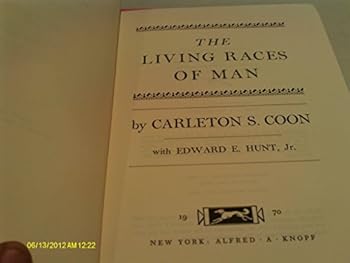 THE
LIVING RACES
OF MAN
by CARLETON S. COON
with EDWARD E. HUNT, Jr.
19 70
NEW YORK: ALFRED · A · KNOPF
06/13/2012 AM 12:22